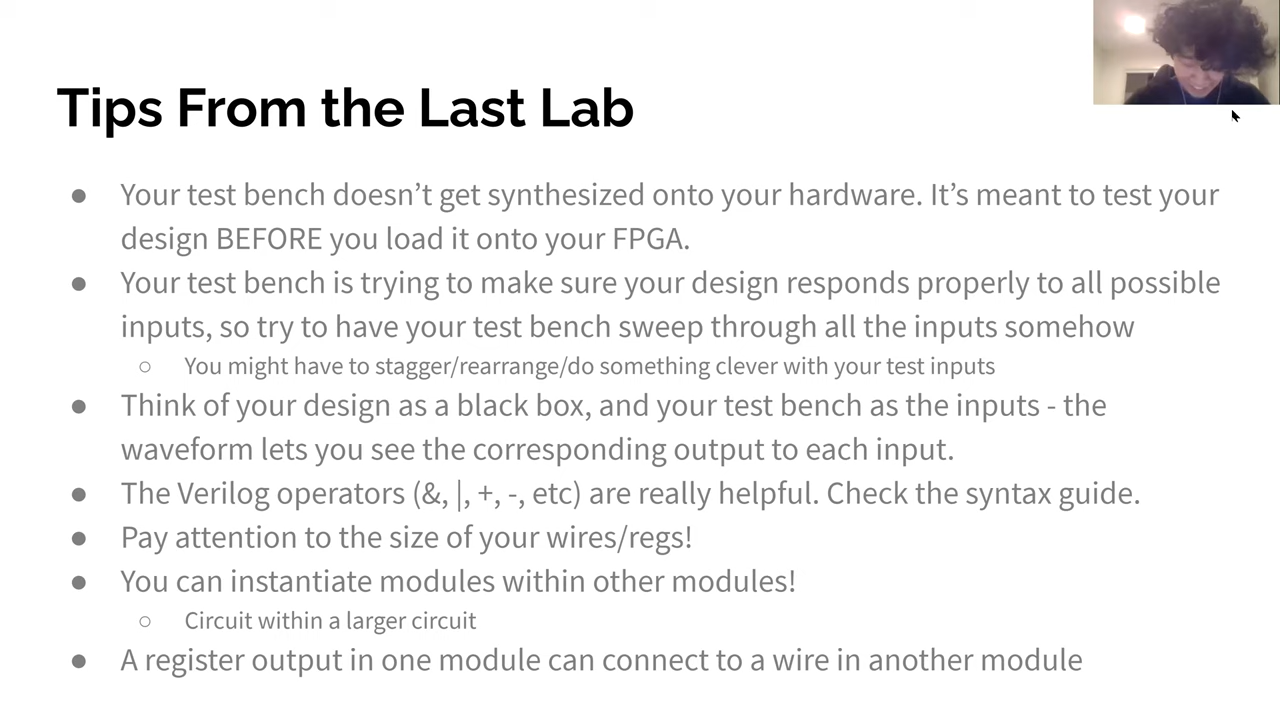 Tips From the Last Lab
● Your test bench doesn’t get synthesized onto your hardware. It’s meant to test your
design BEFORE you load it onto your FPGA.
● Your test bench is trying to make sure your design responds properly to all possible
inputs, so try to have your test bench sweep through all the inputs somehow
○ You might have to stagger/rearrange/do something clever with your test inputs
● Think of your design as a black box, and your test bench as the inputs - the
waveform lets you see the corresponding output to each input.
● The Verilog operators (&, |, +, -, etc) are really helpful. Check the syntax guide.
● Pay attention to the size of your wires/regs!
● You can instantiate modules within other modules!
○ Circuit within a larger circuit
● A register output in one module can connect to a wire in another module